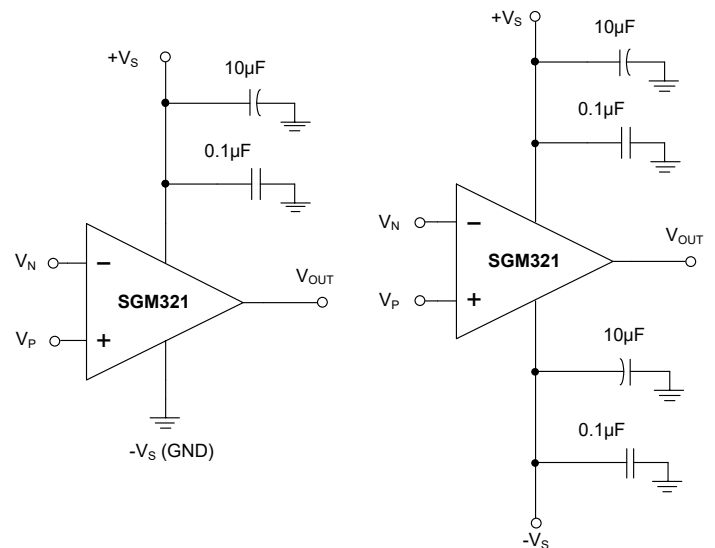 +VS
10µF
0.1µF
VN
−
SGM321
VOUT
VP
+
-VS (GND)
+VS
10µF
0.1µF
VN
−
SGM321
VOUT
VP
+
10µF
0.1µF
-VS